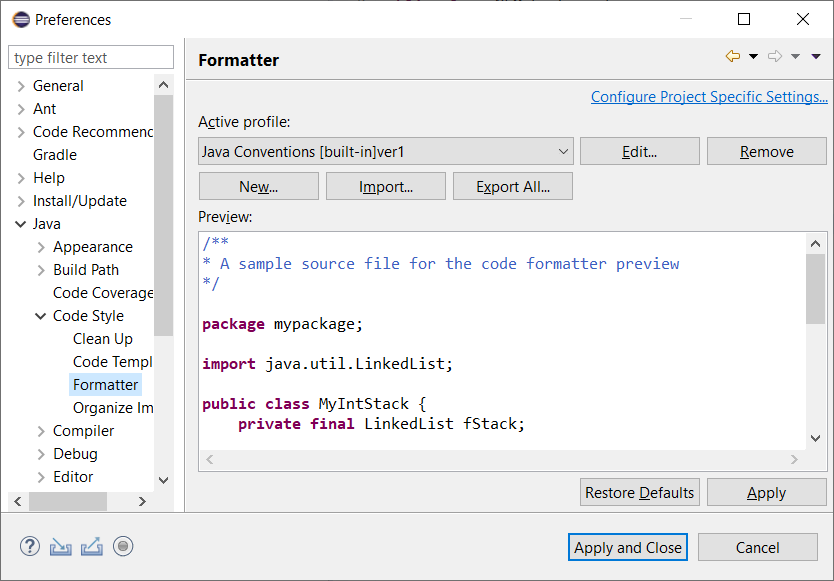 Preferences
type filter text
General
Ant
Code Recommenc
Gradle
Help
Install/Update
Java
Appearance
Build Path
Code Coverage
Code Style
Clean Up
Code Templ
Formatter
Organize Im
Compiler
Debug
Editor
Formatter
Configure Project Specific Settings...
Active profile:
Java Conventions [built-in]ver1
Edit...
Remove
New...
Import...
Export All...
Preview:
/**
* A sample source file for the code formatter preview
*/
package mypackage;
import java.util.LinkedList;
public class MyIntStack {
private final LinkedList fStack;
Restore Defaults
Apply
Apply and Close
Cancel